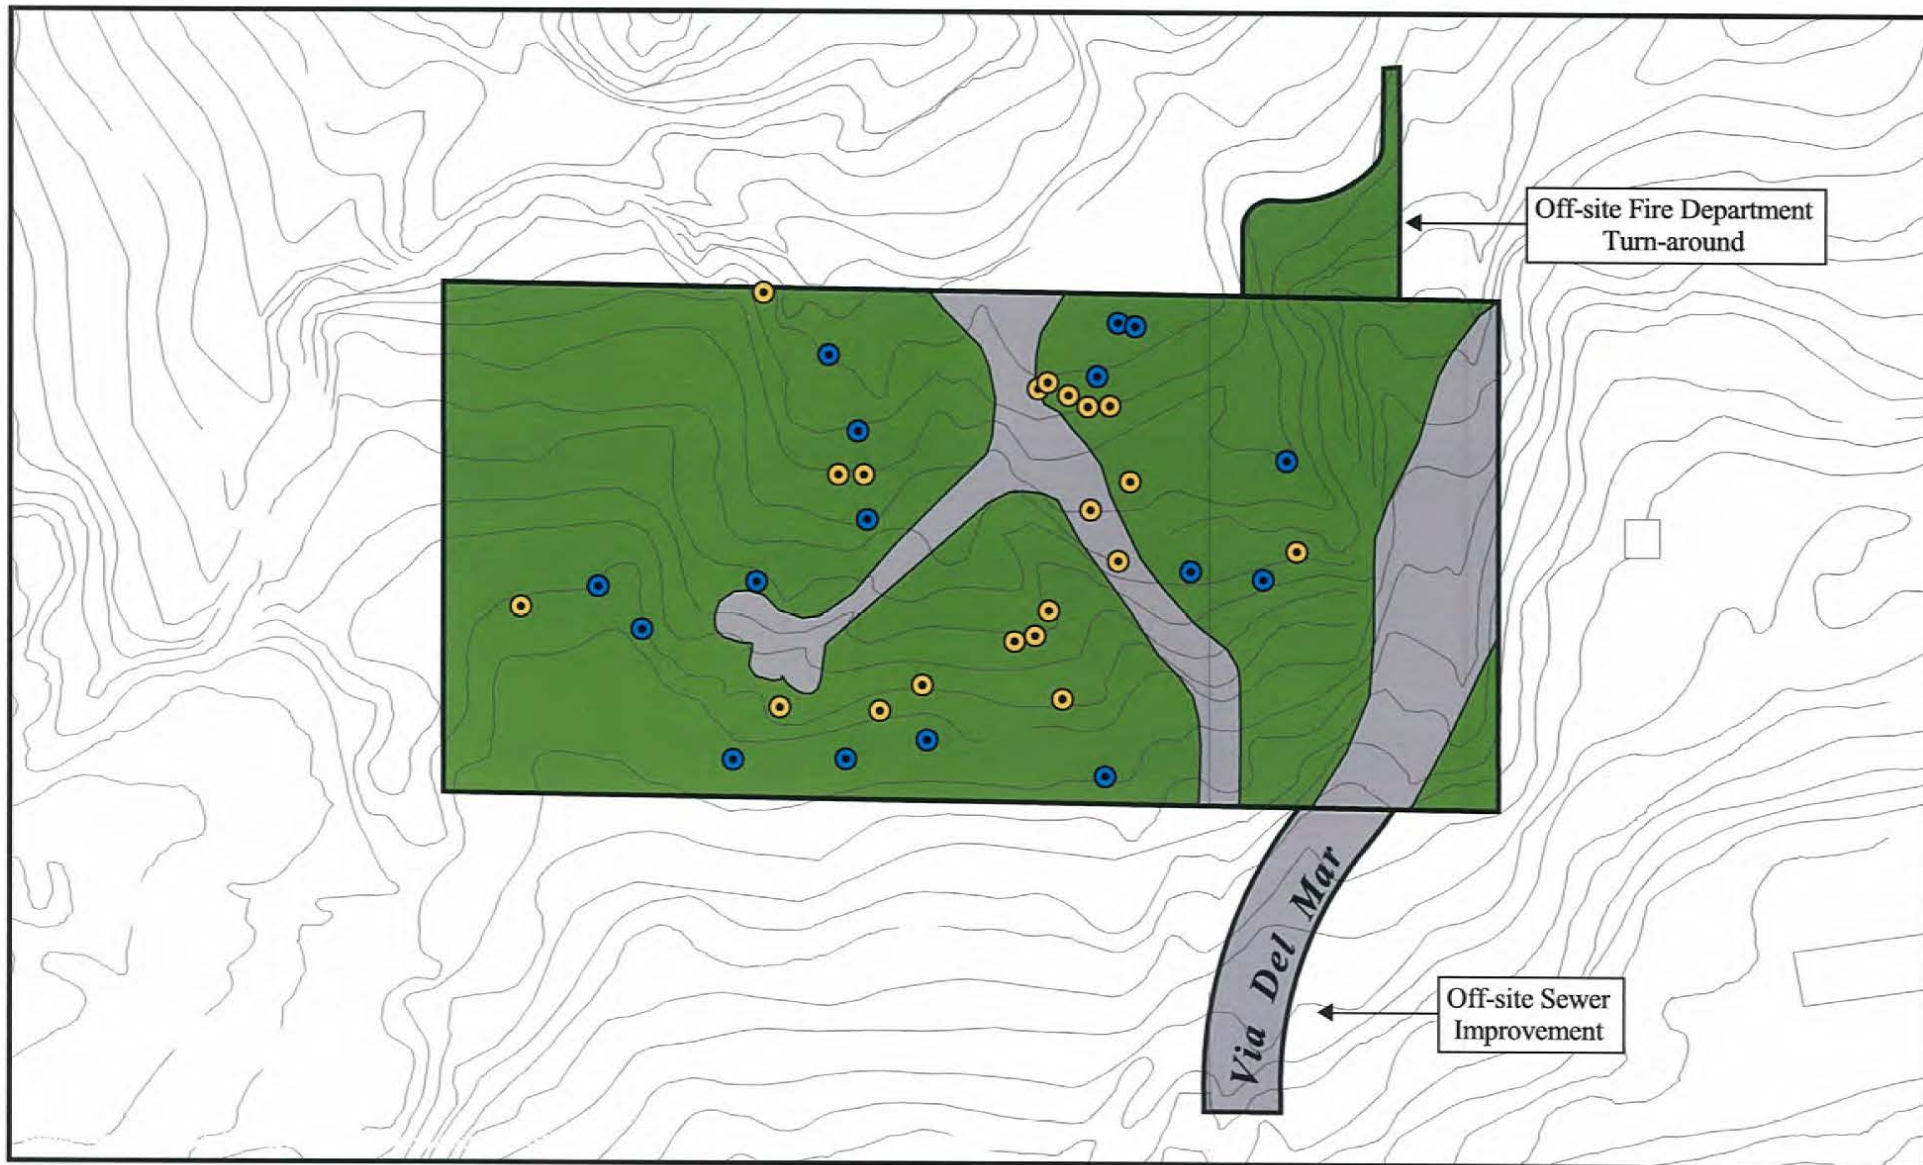 Off-site Fire Department
Turn-around
Via Del Mar
Off-site Sewer
Improvement